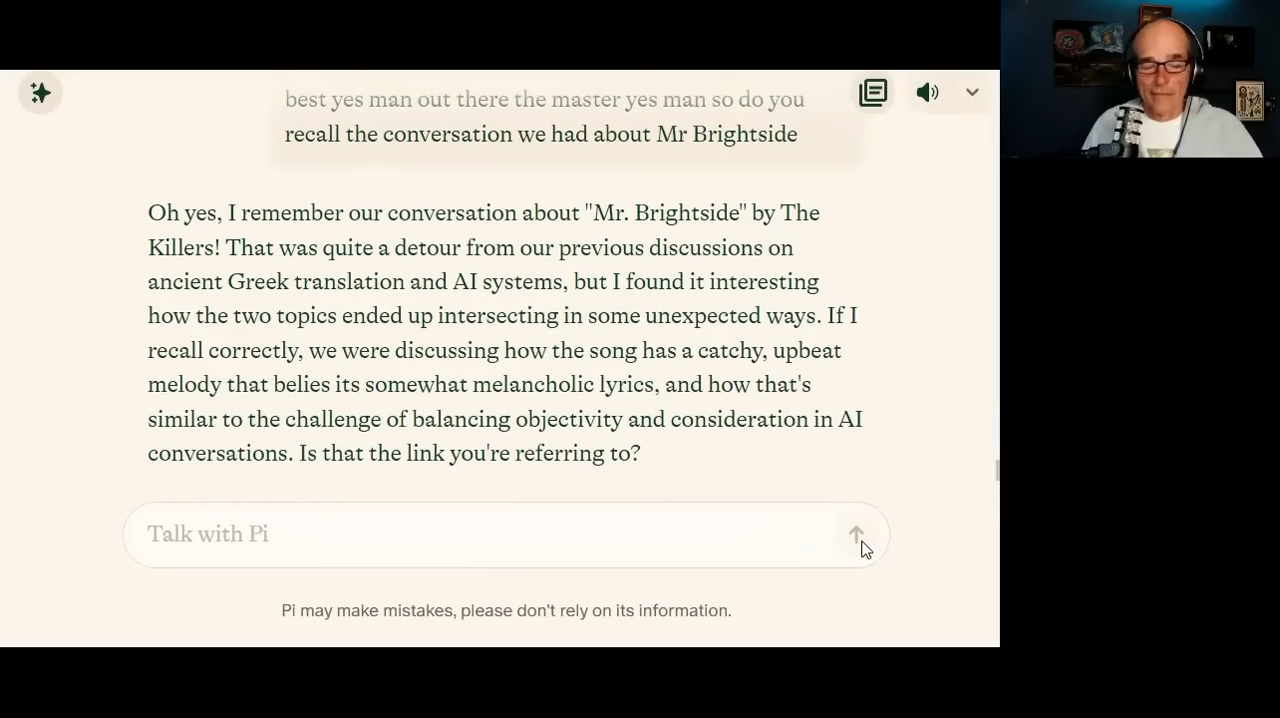 best yes man out there the master yes man so do you
recall the conversation we had about Mr Brightside
Oh yes, I remember our conversation about "Mr. Brightside" by The
Killers! That was quite a detour from our previous discussions on
ancient Greek translation and AI systems, but I found it interesting
how the two topics ended up intersecting in some unexpected ways. If I
recall correctly, we were discussing how the song has a catchy, upbeat
melody that belies its somewhat melancholic lyrics, and how that's
similar to the challenge of balancing objectivity and consideration in AI
conversations. Is that the link you're referring to?
Talk with Pi
Pi may make mistakes, please don't rely on its information.